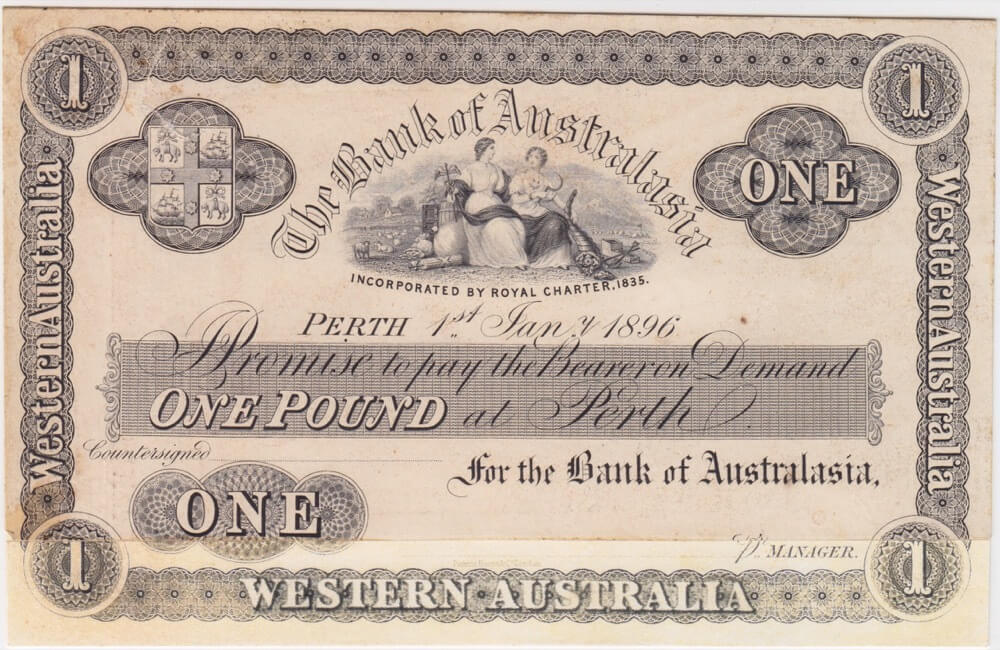 1
1
The Bank of Australasia
ONE
INCORPORATED BY ROYAL CHARTER, 1835.
Western Australia
Western Australia
PERTH 1st Jany 1896
I Promise to pay the Bearer on Demand
ONE POUND at Perth.
Countersigned
For the Bank of Australasia,
ONE
Pr. MANAGER.
1
1
WESTERN AUSTRALIA